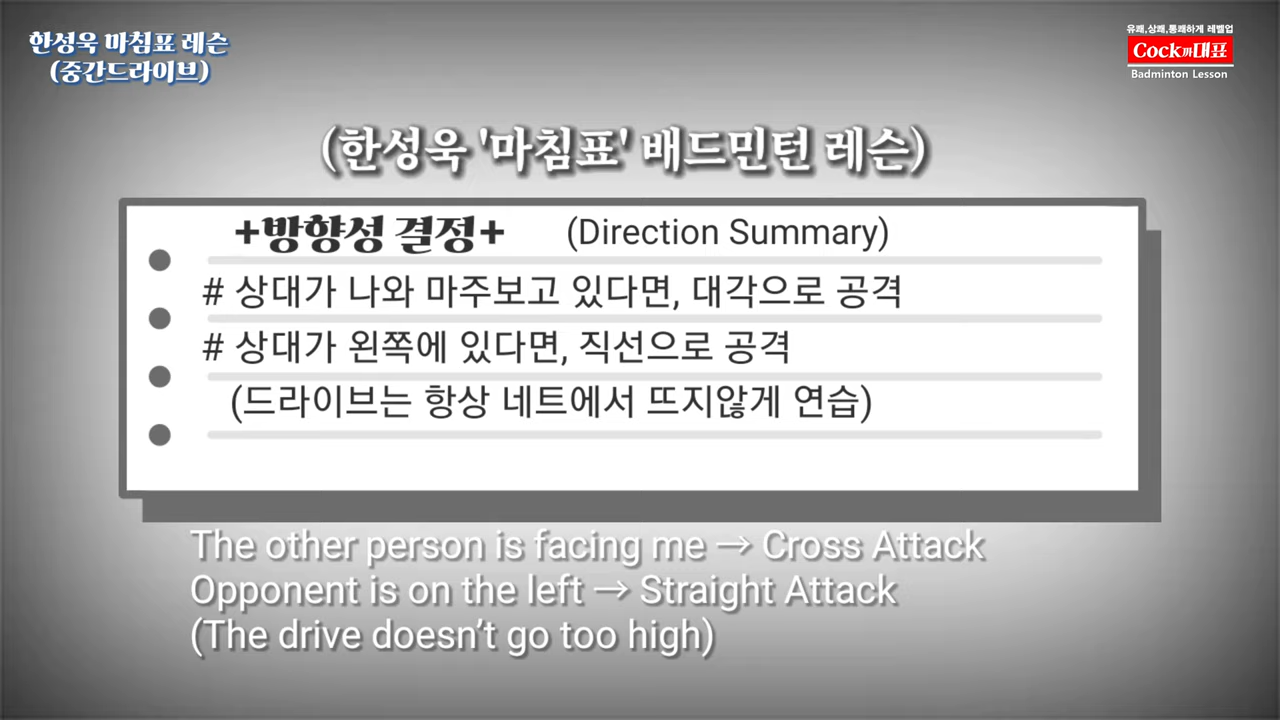 한성욱 마침표 레슨
(중간드라이브)
유쾌,상쾌,통쾌하게 레벨업
Cock까대표
Badminton Lesson
(한성욱 '마침표' 배드민턴 레슨)
+방향성 결정+ (Direction Summary)
# 상대가 나와 마주보고 있다면, 대각으로 공격
# 상대가 왼쪽에 있다면, 직선으로 공격
(드라이브는 항상 네트에서 뜨지않게 연습)
The other person is facing me → Cross Attack
Opponent is on the left → Straight Attack
(The drive doesn't go too high)